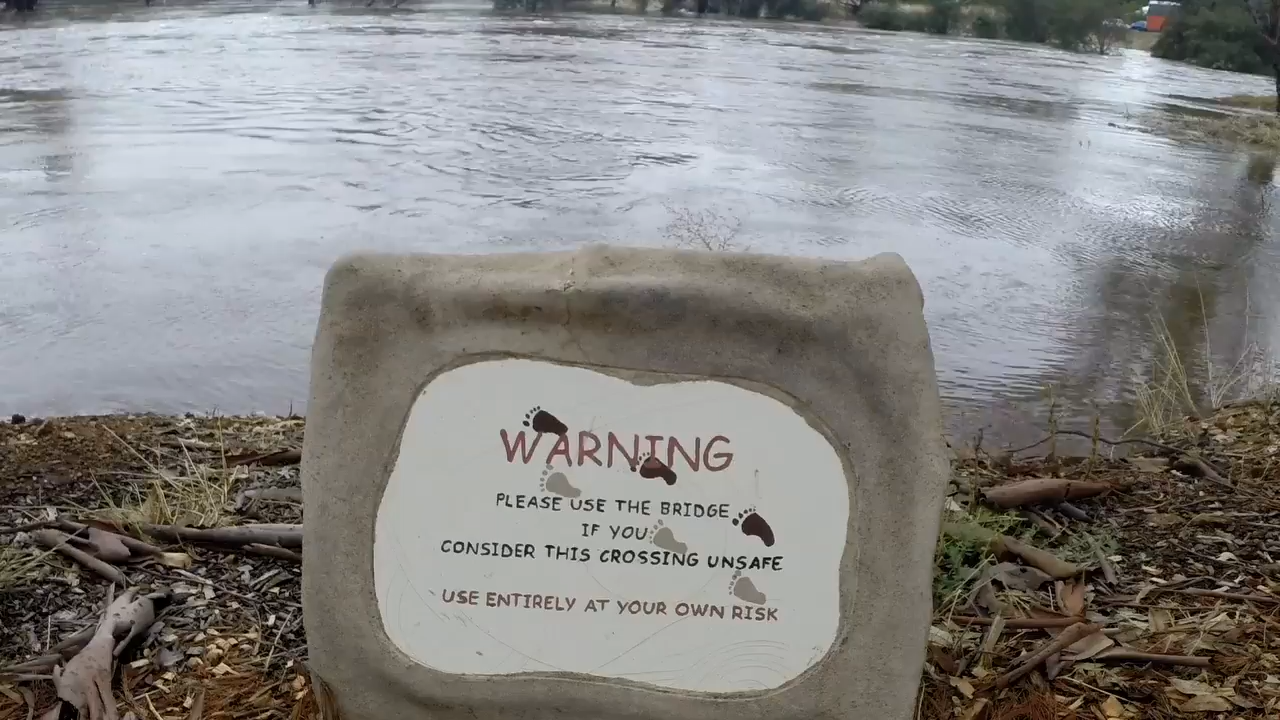 WARNING
PLEASE USE THE BRIDGE
IF YOU
CONSIDER THIS CROSSING UNSAFE
USE ENTIRELY AT YOUR OWN RISK